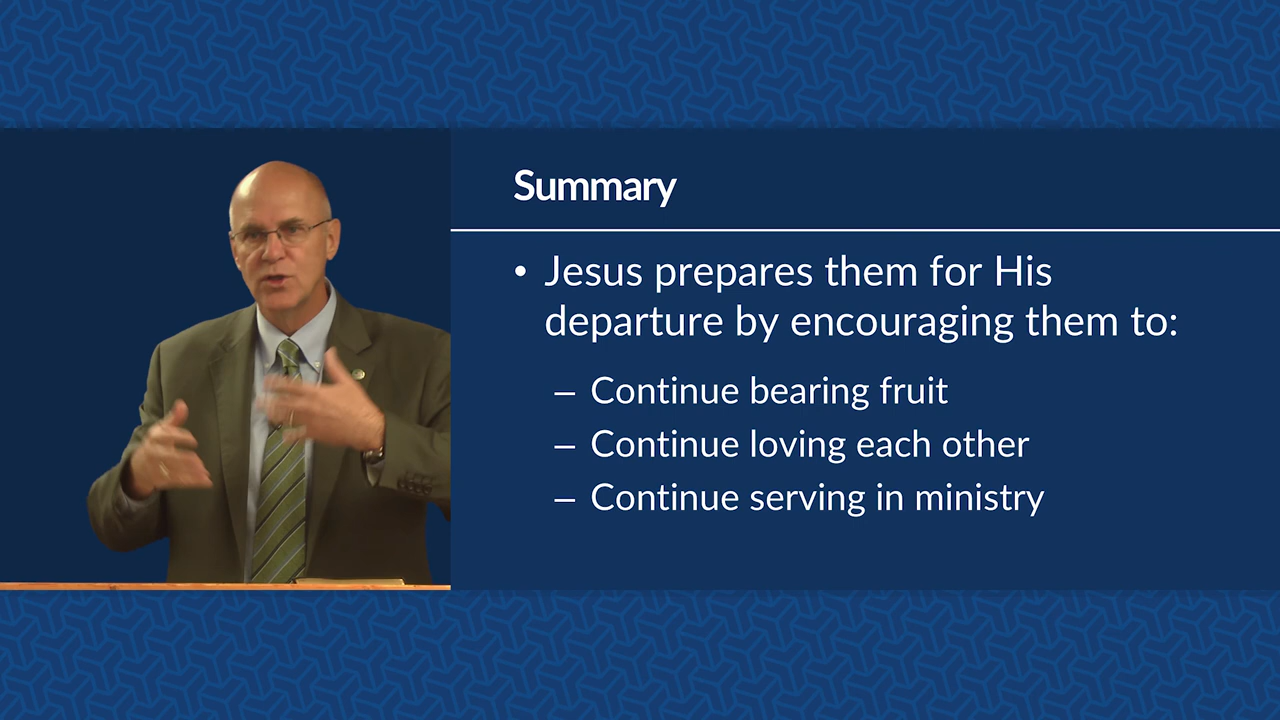 Summary
• Jesus prepares them for His
departure by encouraging them to:
– Continue bearing fruit
– Continue loving each other
– Continue serving in ministry